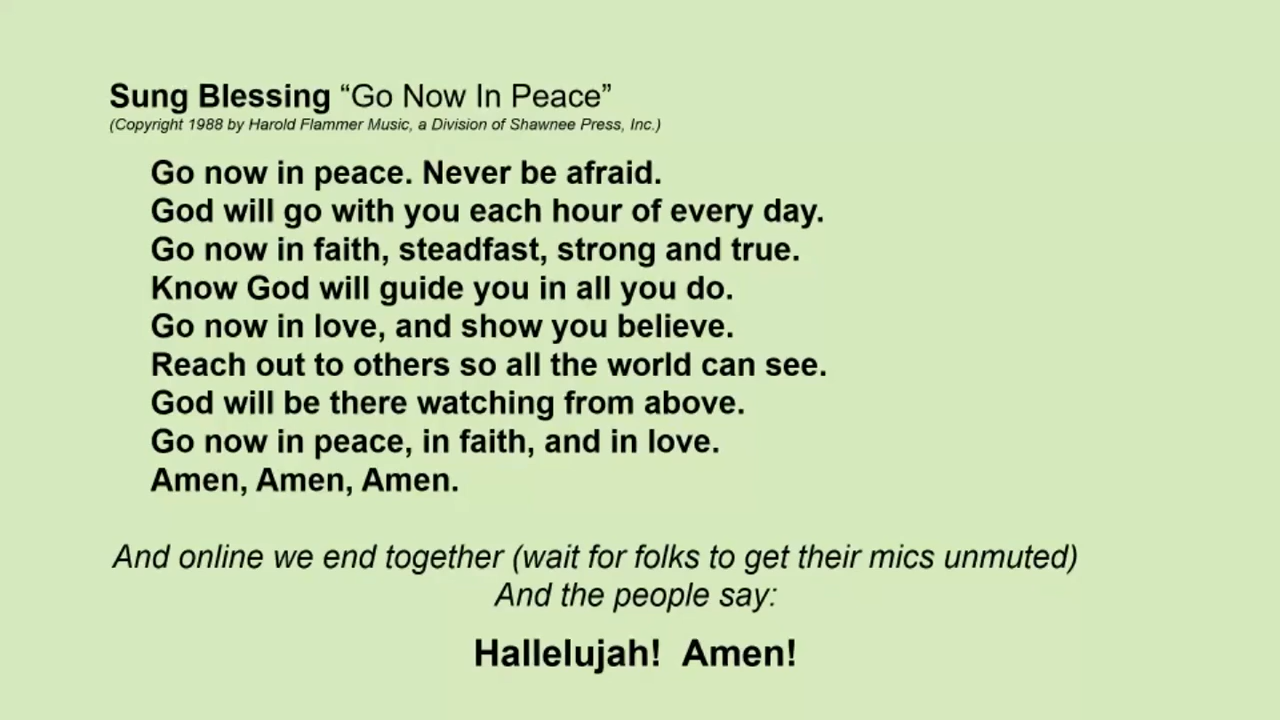 Sung Blessing “Go Now In Peace”
(Copyright 1988 by Harold Flammer Music, a Division of Shawnee Press, Inc.)
Go now in peace. Never be afraid.
God will go with you each hour of every day.
Go now in faith, steadfast, strong and true.
Know God will guide you in all you do.
Go now in love, and show you believe.
Reach out to others so all the world can see.
God will be there watching from above.
Go now in peace, in faith, and in love.
Amen, Amen, Amen.
And online we end together (wait for folks to get their mics unmuted)
And the people say:
Hallelujah!  Amen!